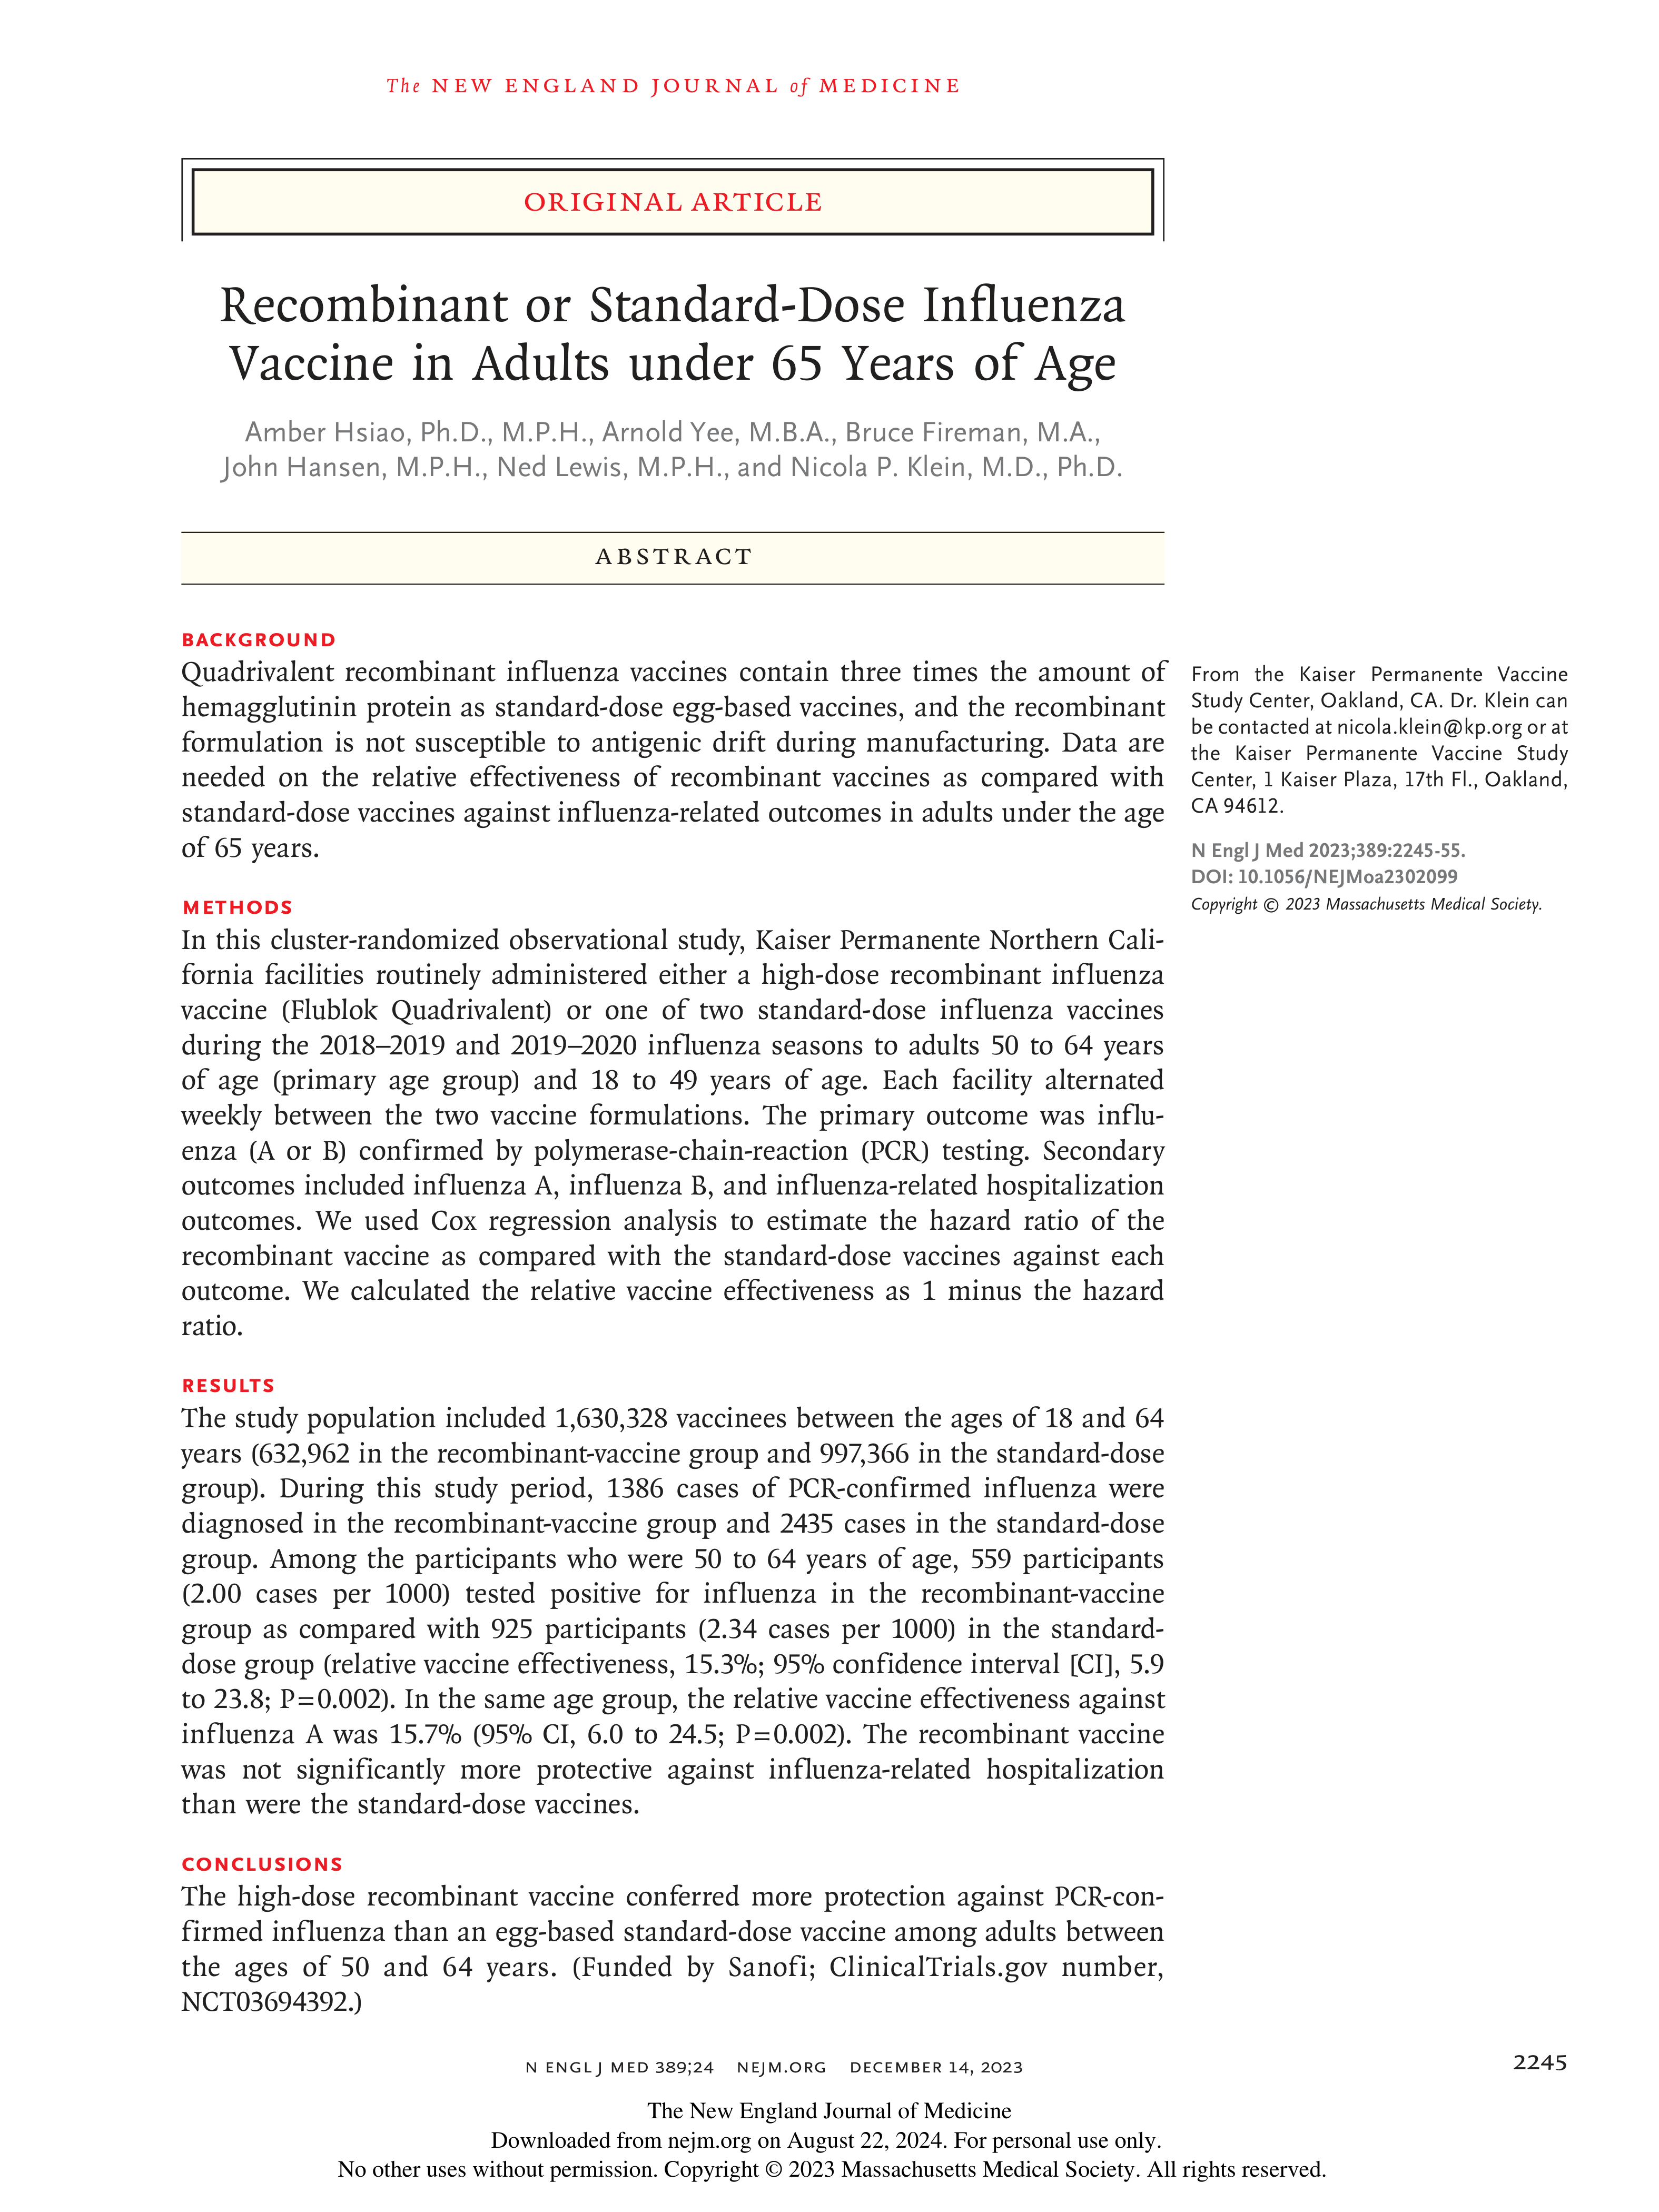 The NEW ENGLAND JOURNAL of MEDICINE
ORIGINAL ARTICLE
Recombinant or Standard-Dose Influenza
Vaccine in Adults under 65 Years of Age
Amber Hsiao, Ph.D., M.P.H., Arnold Yee, M.B.A., Bruce Fireman, M.A.,
John Hansen, M.P.H., Ned Lewis, M.P.H., and Nicola P. Klein, M.D., Ph.D.
ABSTRACT
BACKGROUND
Quadrivalent recombinant influenza vaccines contain three times the amount of
hemagglutinin protein as standard-dose egg-based vaccines, and the recombinant
formulation is not susceptible to antigenic drift during manufacturing. Data are
needed on the relative effectiveness of recombinant vaccines as compared with
standard-dose vaccines against influenza-related outcomes in adults under the age
of 65 years.
METHODS
In this cluster-randomized observational study, Kaiser Permanente Northern Cali-
fornia facilities routinely administered either a high-dose recombinant influenza
vaccine (Flublok Quadrivalent) or one of two standard-dose influenza vaccines
during the 2018–2019 and 2019–2020 influenza seasons to adults 50 to 64 years
of age (primary age group) and 18 to 49 years of age. Each facility alternated
weekly between the two vaccine formulations. The primary outcome was influ-
enza (A or B) confirmed by polymerase-chain-reaction (PCR) testing. Secondary
outcomes included influenza A, influenza B, and influenza-related hospitalization
outcomes. We used Cox regression analysis to estimate the hazard ratio of the
recombinant vaccine as compared with the standard-dose vaccines against each
outcome. We calculated the relative vaccine effectiveness as 1 minus the hazard
ratio.
RESULTS
The study population included 1,630,328 vaccinees between the ages of 18 and 64
years (632,962 in the recombinant-vaccine group and 997,366 in the standard-dose
group). During this study period, 1386 cases of PCR-confirmed influenza were
diagnosed in the recombinant-vaccine group and 2435 cases in the standard-dose
group. Among the participants who were 50 to 64 years of age, 559 participants
(2.00 cases per 1000) tested positive for influenza in the recombinant-vaccine
group as compared with 925 participants (2.34 cases per 1000) in the standard-
dose group (relative vaccine effectiveness, 15.3%; 95% confidence interval [CI], 5.9
to 23.8; P=0.002). In the same age group, the relative vaccine effectiveness against
influenza A was 15.7% (95% CI, 6.0 to 24.5; P=0.002). The recombinant vaccine
was not significantly more protective against influenza-related hospitalization
than were the standard-dose vaccines.
CONCLUSIONS
The high-dose recombinant vaccine conferred more protection against PCR-con-
firmed influenza than an egg-based standard-dose vaccine among adults between
the ages of 50 and 64 years. (Funded by Sanofi; ClinicalTrials.gov number,
NCT03694392.)
From the Kaiser Permanente Vaccine
Study Center, Oakland, CA. Dr. Klein can
be contacted at nicola.klein@kp.org or at
the Kaiser Permanente Vaccine Study
Center, 1 Kaiser Plaza, 17th Fl., Oakland,
CA 94612.
N Engl J Med 2023;389:2245-55.
DOI: 10.1056/NEJMoa2302099
Copyright © 2023 Massachusetts Medical Society.
N ENGL J MED 389;24 NEJM.ORG DECEMBER 14, 2023
2245
The New England Journal of Medicine
Downloaded from nejm.org on August 22, 2024. For personal use only.
No other uses without permission. Copyright © 2023 Massachusetts Medical Society. All rights reserved.